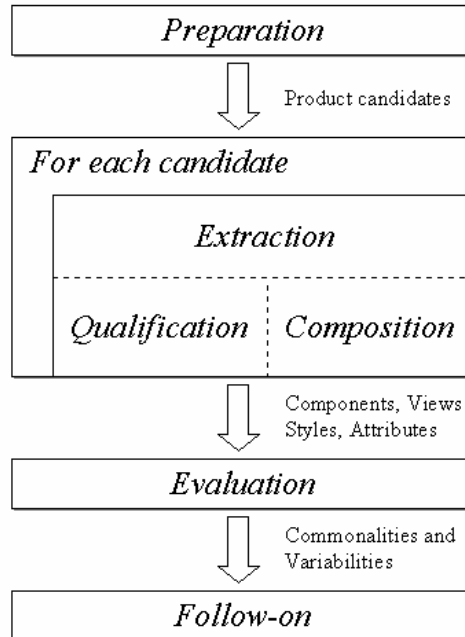 Preparation
Product candidates
For each candidate
Extraction
Qualification
Composition
Components, Views
Styles, Attributes
Evaluation
Commonalities and
Variabilities
Follow-on